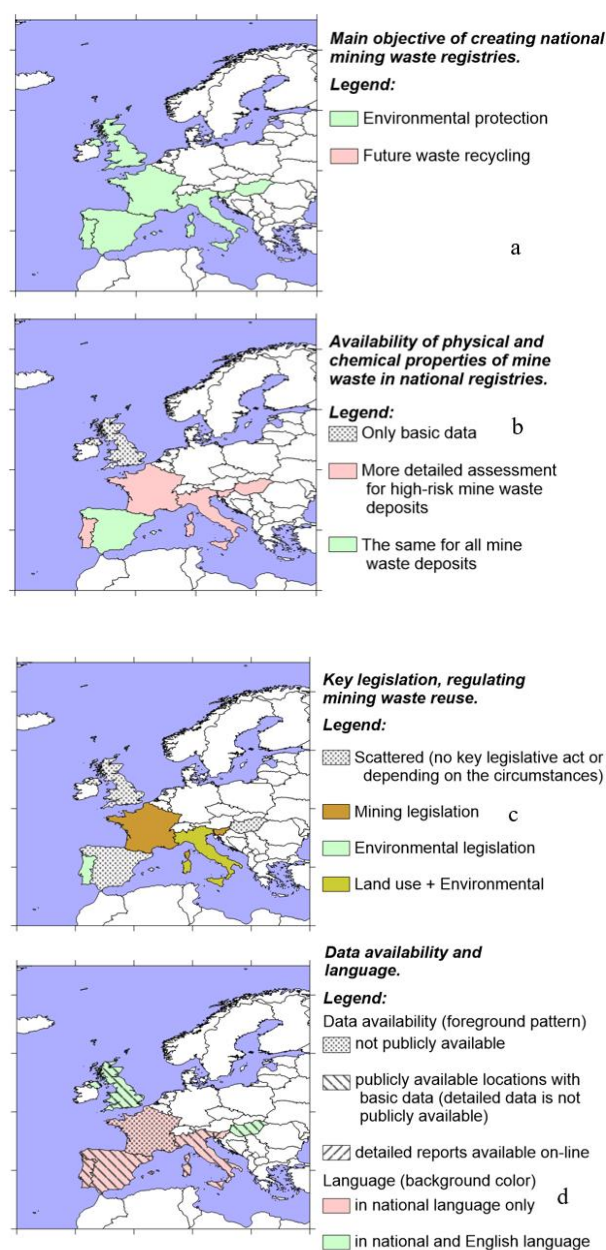 Main objective of creating national
mining waste registries.
Legend:
Environmental protection
Future waste recycling
a
Availability of physical and
chemical properties of mine
waste in national registries.
Legend:
Only basic data
b
More detailed assessment
for high-risk mine waste
deposits
The same for all mine
waste deposits
Key legislation, regulating
mining waste reuse.
Legend:
Scattered (no key legislative act or
depending on the circumstances)
Mining legislation
c
Environmental legislation
Land use + Environmental
Data availability and
language.
Legend:
Data availability (foreground pattern)
not publicly available
publicly available locations with
basic data (detailed data is not
publicly available)
detailed reports available on-line
Language (background color)
in national language only
d
in national and English language